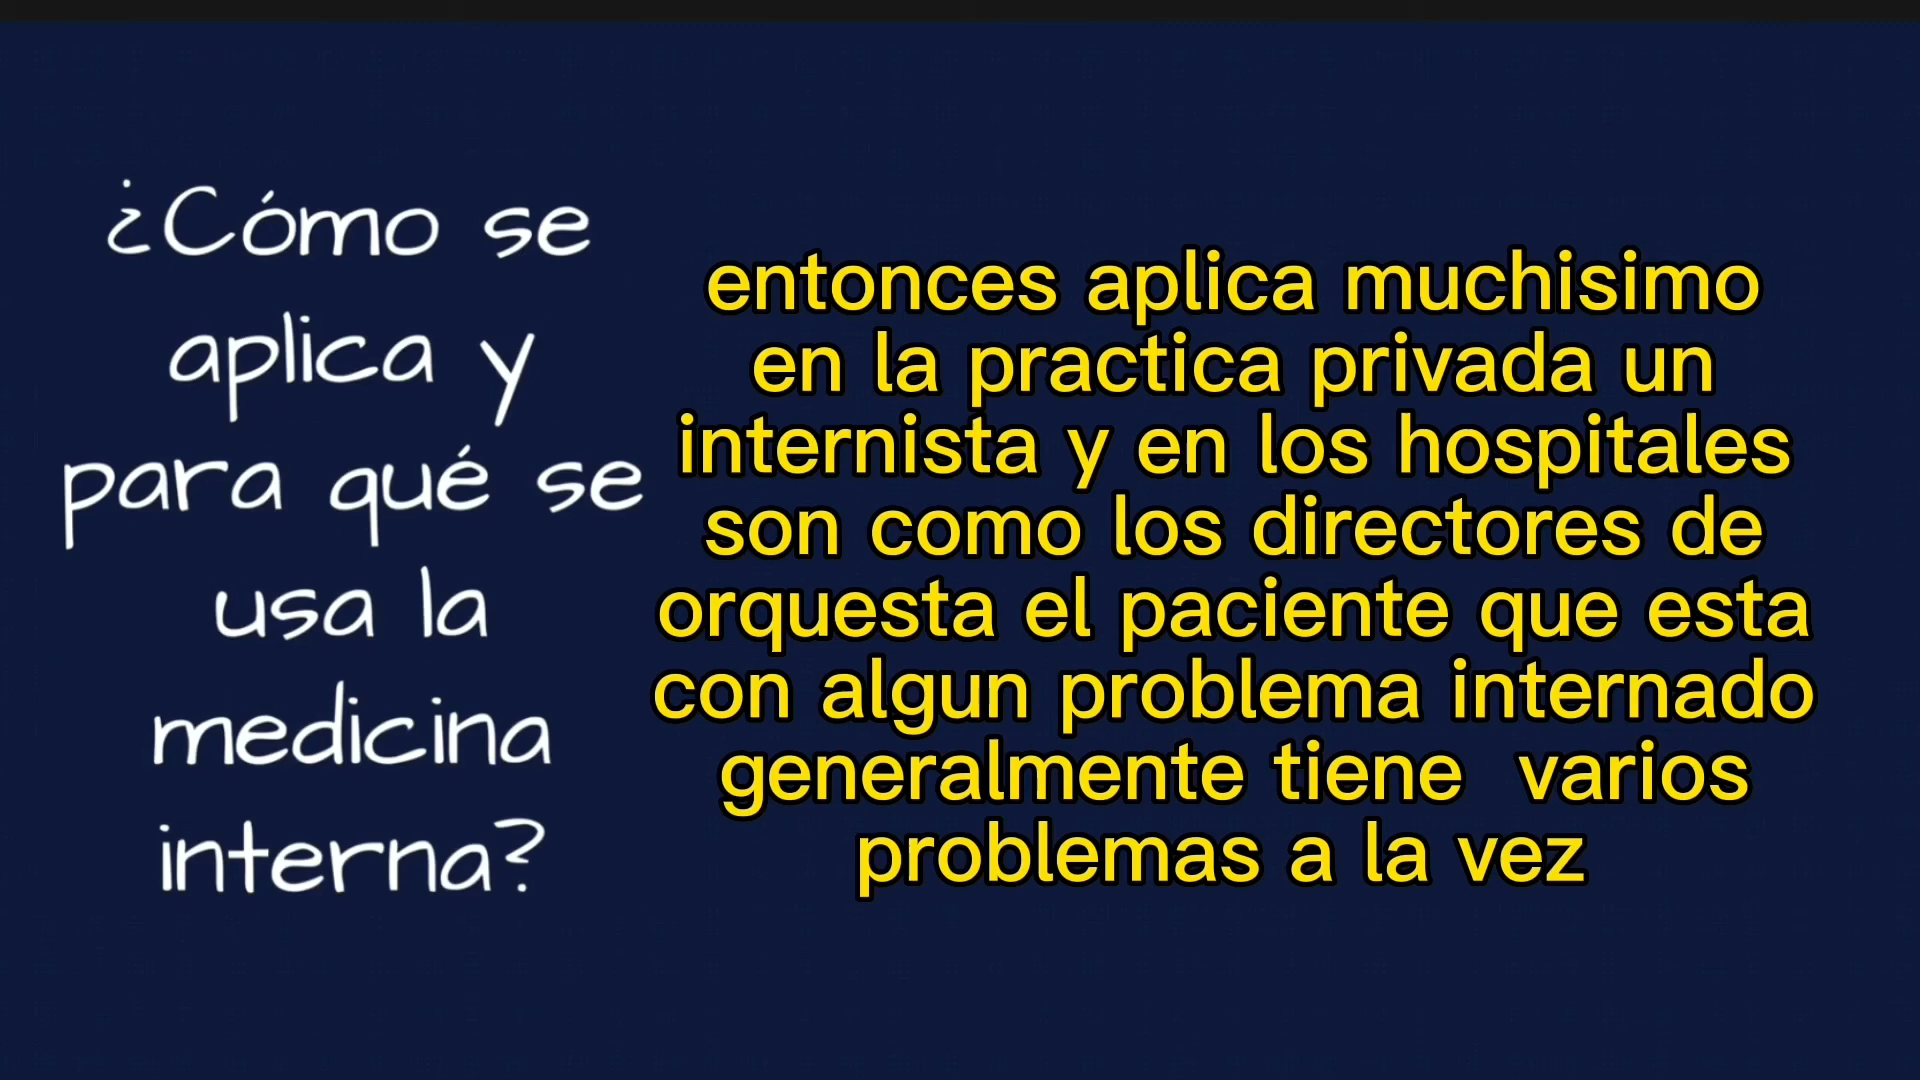 ¿Cómo se
aplica y
para qué se
usa la
medicina
interna?
entonces aplica muchisimo
en la practica privada un
internista y en los hospitales
son como los directores de
orquesta el paciente que esta
con algun problema internado
generalmente tiene  varios
problemas a la vez